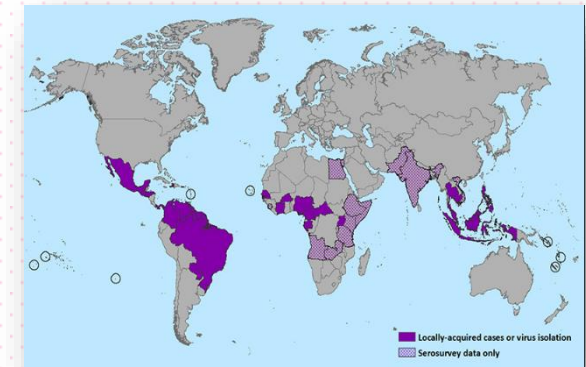 Locally-acquired cases or virus isolation
Serosurvey data only